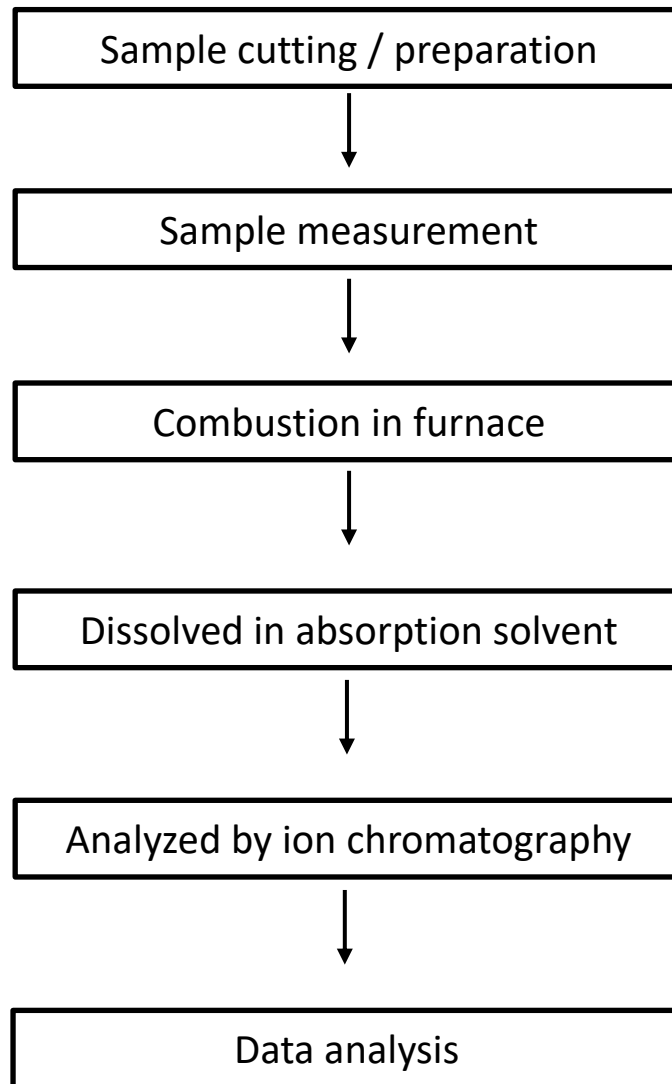 Sample cutting / preparation
Sample measurement
Combustion in furnace
Dissolved in absorption solvent
Analyzed by ion chromatography
Data analysis